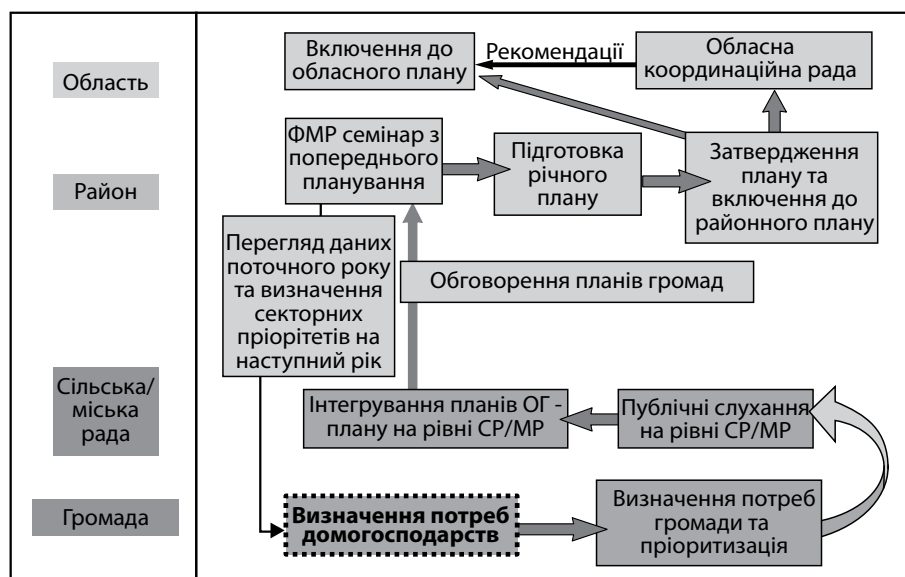 Область
Район
Сільська/
міська
рада
Громада
Включення до
обласного плану
Рекомендації
Обласна
координаційна рада
ФМР семінар з
попереднього
планування
Підготовка
річного
плану
Затвердження
плану та
включення до
районного плану
Перегляд даних
поточного року
та визначення
секторних
пріорітетів на
наступний рік
Обговорення планів громад
Інтегрування планів ОГ -
плану на рівні СР/МР
Публічні слухання
на рівні СР/МР
Визначення потреб
домогосподарств
Визначення потреб
громади та
пріоритизація